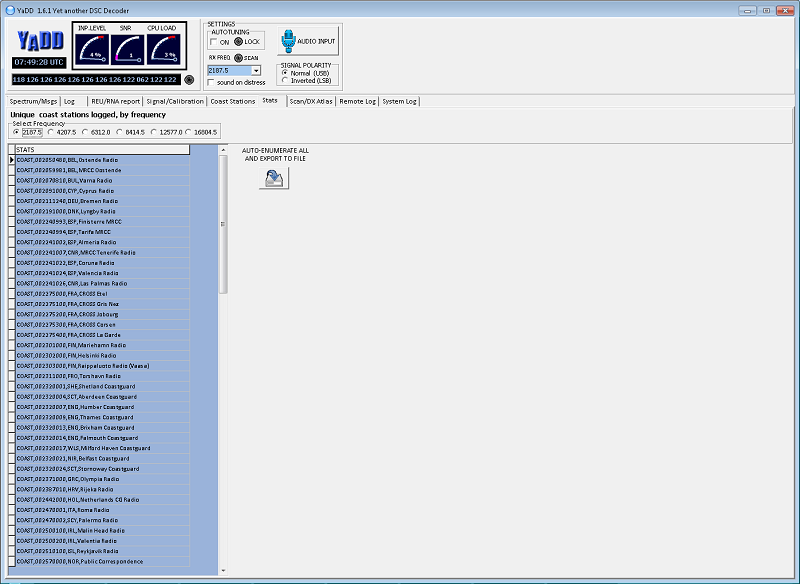 YaDD 1.6.1 Yet another DSC Decoder
YADD
07:49:28 UTC
INP.LEVEL SNR CPU LOAD
4 % 1 3 %
118 126 126 126 126 126 126 122 062 122 122
SETTINGS
AUTOTUNING
ON LOCK
RX FREQ. SCAN
2187.5
sound on distress
AUDIO INPUT
SIGNAL POLARITY
Normal (USB)
Inverted (LSB)
Spectrum/Msgs Log REU/RNA report Signal/Calibration Coast Stations Stats Scan/DX Atlas Remote Log System Log
Unique coast stations logged, by frequency
Select Frequency
2187.5 4207.5 6312.0 8414.5 12577.0 16804.5
STATS
AUTO-ENUMERATE ALL
AND EXPORT TO FILE
COAST,002050480,BEL,Ostende Radio
COAST,002059981,BEL,MRCC Oostende
COAST,002070810,BUL,Varna Radio
COAST,002091000,CYP,Cyprus Radio
COAST,002111240,DEU,Bremen Radio
COAST,002191000,DNK,Lyngby Radio
COAST,002240993,ESP,Finisterre MRCC
COAST,002240994,ESP,Tarifa MRCC
COAST,002241002,ESP,Almeria Radio
COAST,002241007,CNR,MRCC Tenerife Radio
COAST,002241022,ESP,Coruna Radio
COAST,002241024,ESP,Valencia Radio
COAST,002241026,CNR,Las Palmas Radio
COAST,002275000,FRA,CROSS Etel
COAST,002275100,FRA,CROSS Gris Nez
COAST,002275200,FRA,CROSS Jobourg
COAST,002275300,FRA,CROSS Corsen
COAST,002275400,FRA,CROSS La Garde
COAST,002301000,FIN,Mariehamn Radio
COAST,002302000,FIN,Helsinki Radio
COAST,002303000,FIN,Raippaluoto Radio (Vaasa)
COAST,002311000,FRO,Torshavn Radio
COAST,002320001,SHE,Shetland Coastguard
COAST,002320004,SCT,Aberdeen Coastguard
COAST,002320007,ENG,Humber Coastguard
COAST,002320009,ENG,Thames Coastguard
COAST,002320013,ENG,Brixham Coastguard
COAST,002320014,ENG,Falmouth Coastguard
COAST,002320017,WLS,Milford Haven Coastguard
COAST,002320021,NIR,Belfast Coastguard
COAST,002320024,SCT,Stornoway Coastguard
COAST,002371000,GRC,Olympia Radio
COAST,002387010,HRV,Rijeka Radio
COAST,002442000,HOL,Netherlands CG Radio
COAST,002470001,ITA,Roma Radio
COAST,002470002,SCY,Palermo Radio
COAST,002500100,IRL,Malin Head Radio
COAST,002500200,IRL,Valentia Radio
COAST,002510100,ISL,Reykjavik Radio
COAST,002570000,NOR,Public Correspondence